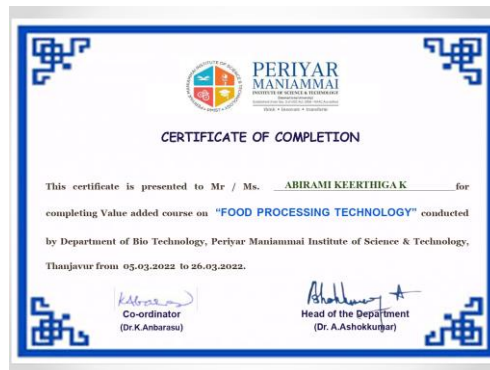 PERIYAR
MANIAMMAI
INSTITUTE OF SCIENCE & TECHNOLOGY
CERTIFICATE OF COMPLETION
This certificate is presented to Mr / Ms. ABIRAMI KEERTHIGA K for
completing Value added course on "FOOD PROCESSING TECHNOLOGY" conducted
by Department of Bio Technology, Periyar Maniammai Institute of Science & Technology,
Thanjavur from 05.03.2022 to 26.03.2022.
Co-ordinator Head of the Department
(Dr.K.Anbarasu) (Dr. A.Ashokkumar)